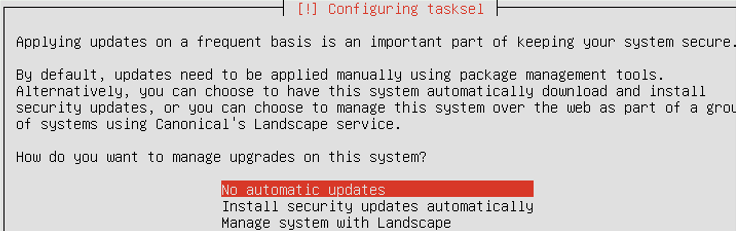 [!] Configuring tasksel
Applying updates on a frequent basis is an important part of keeping your system secure.
By default, updates need to be applied manually using package management tools.
Alternatively, you can choose to have this system automatically download and install
security updates, or you can choose to manage this system over the web as part of a grou
of systems using Canonical's Landscape service.
How do you want to manage upgrades on this system?
No automatic updates
Install security updates automatically
Manage system with Landscape